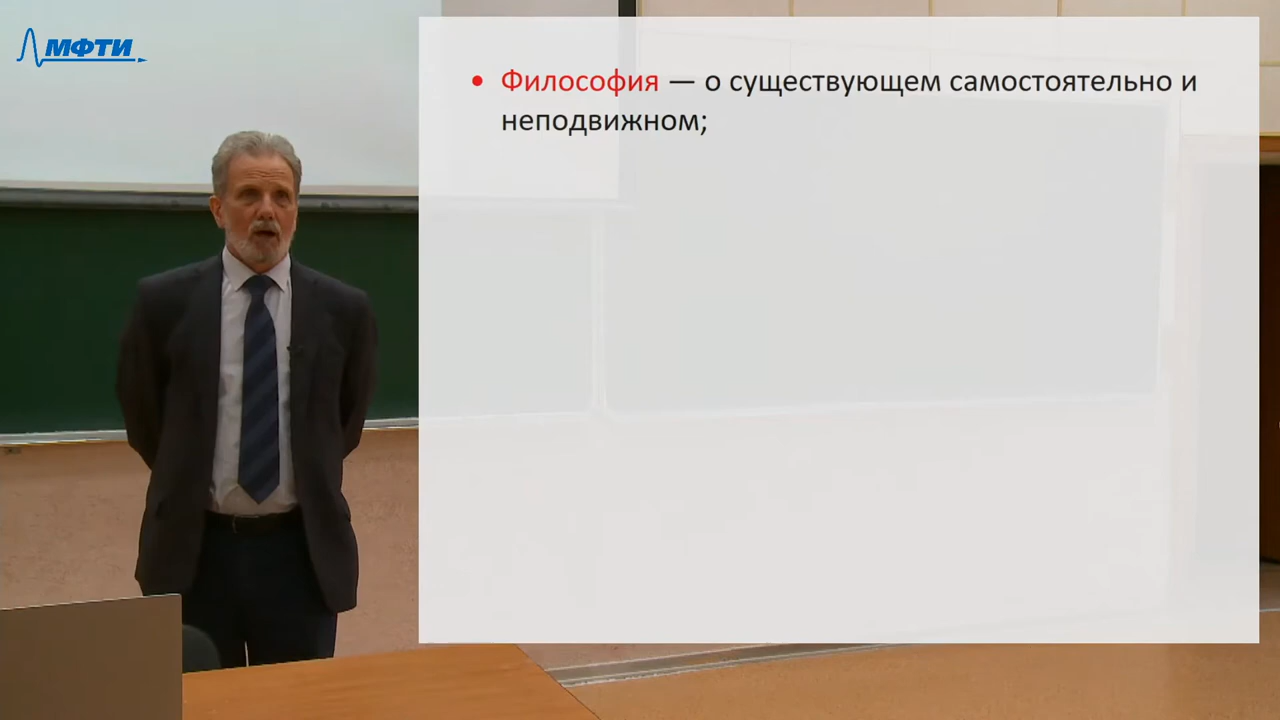 МФТИ
• Философия — о существующем самостоятельно и
неподвижном;